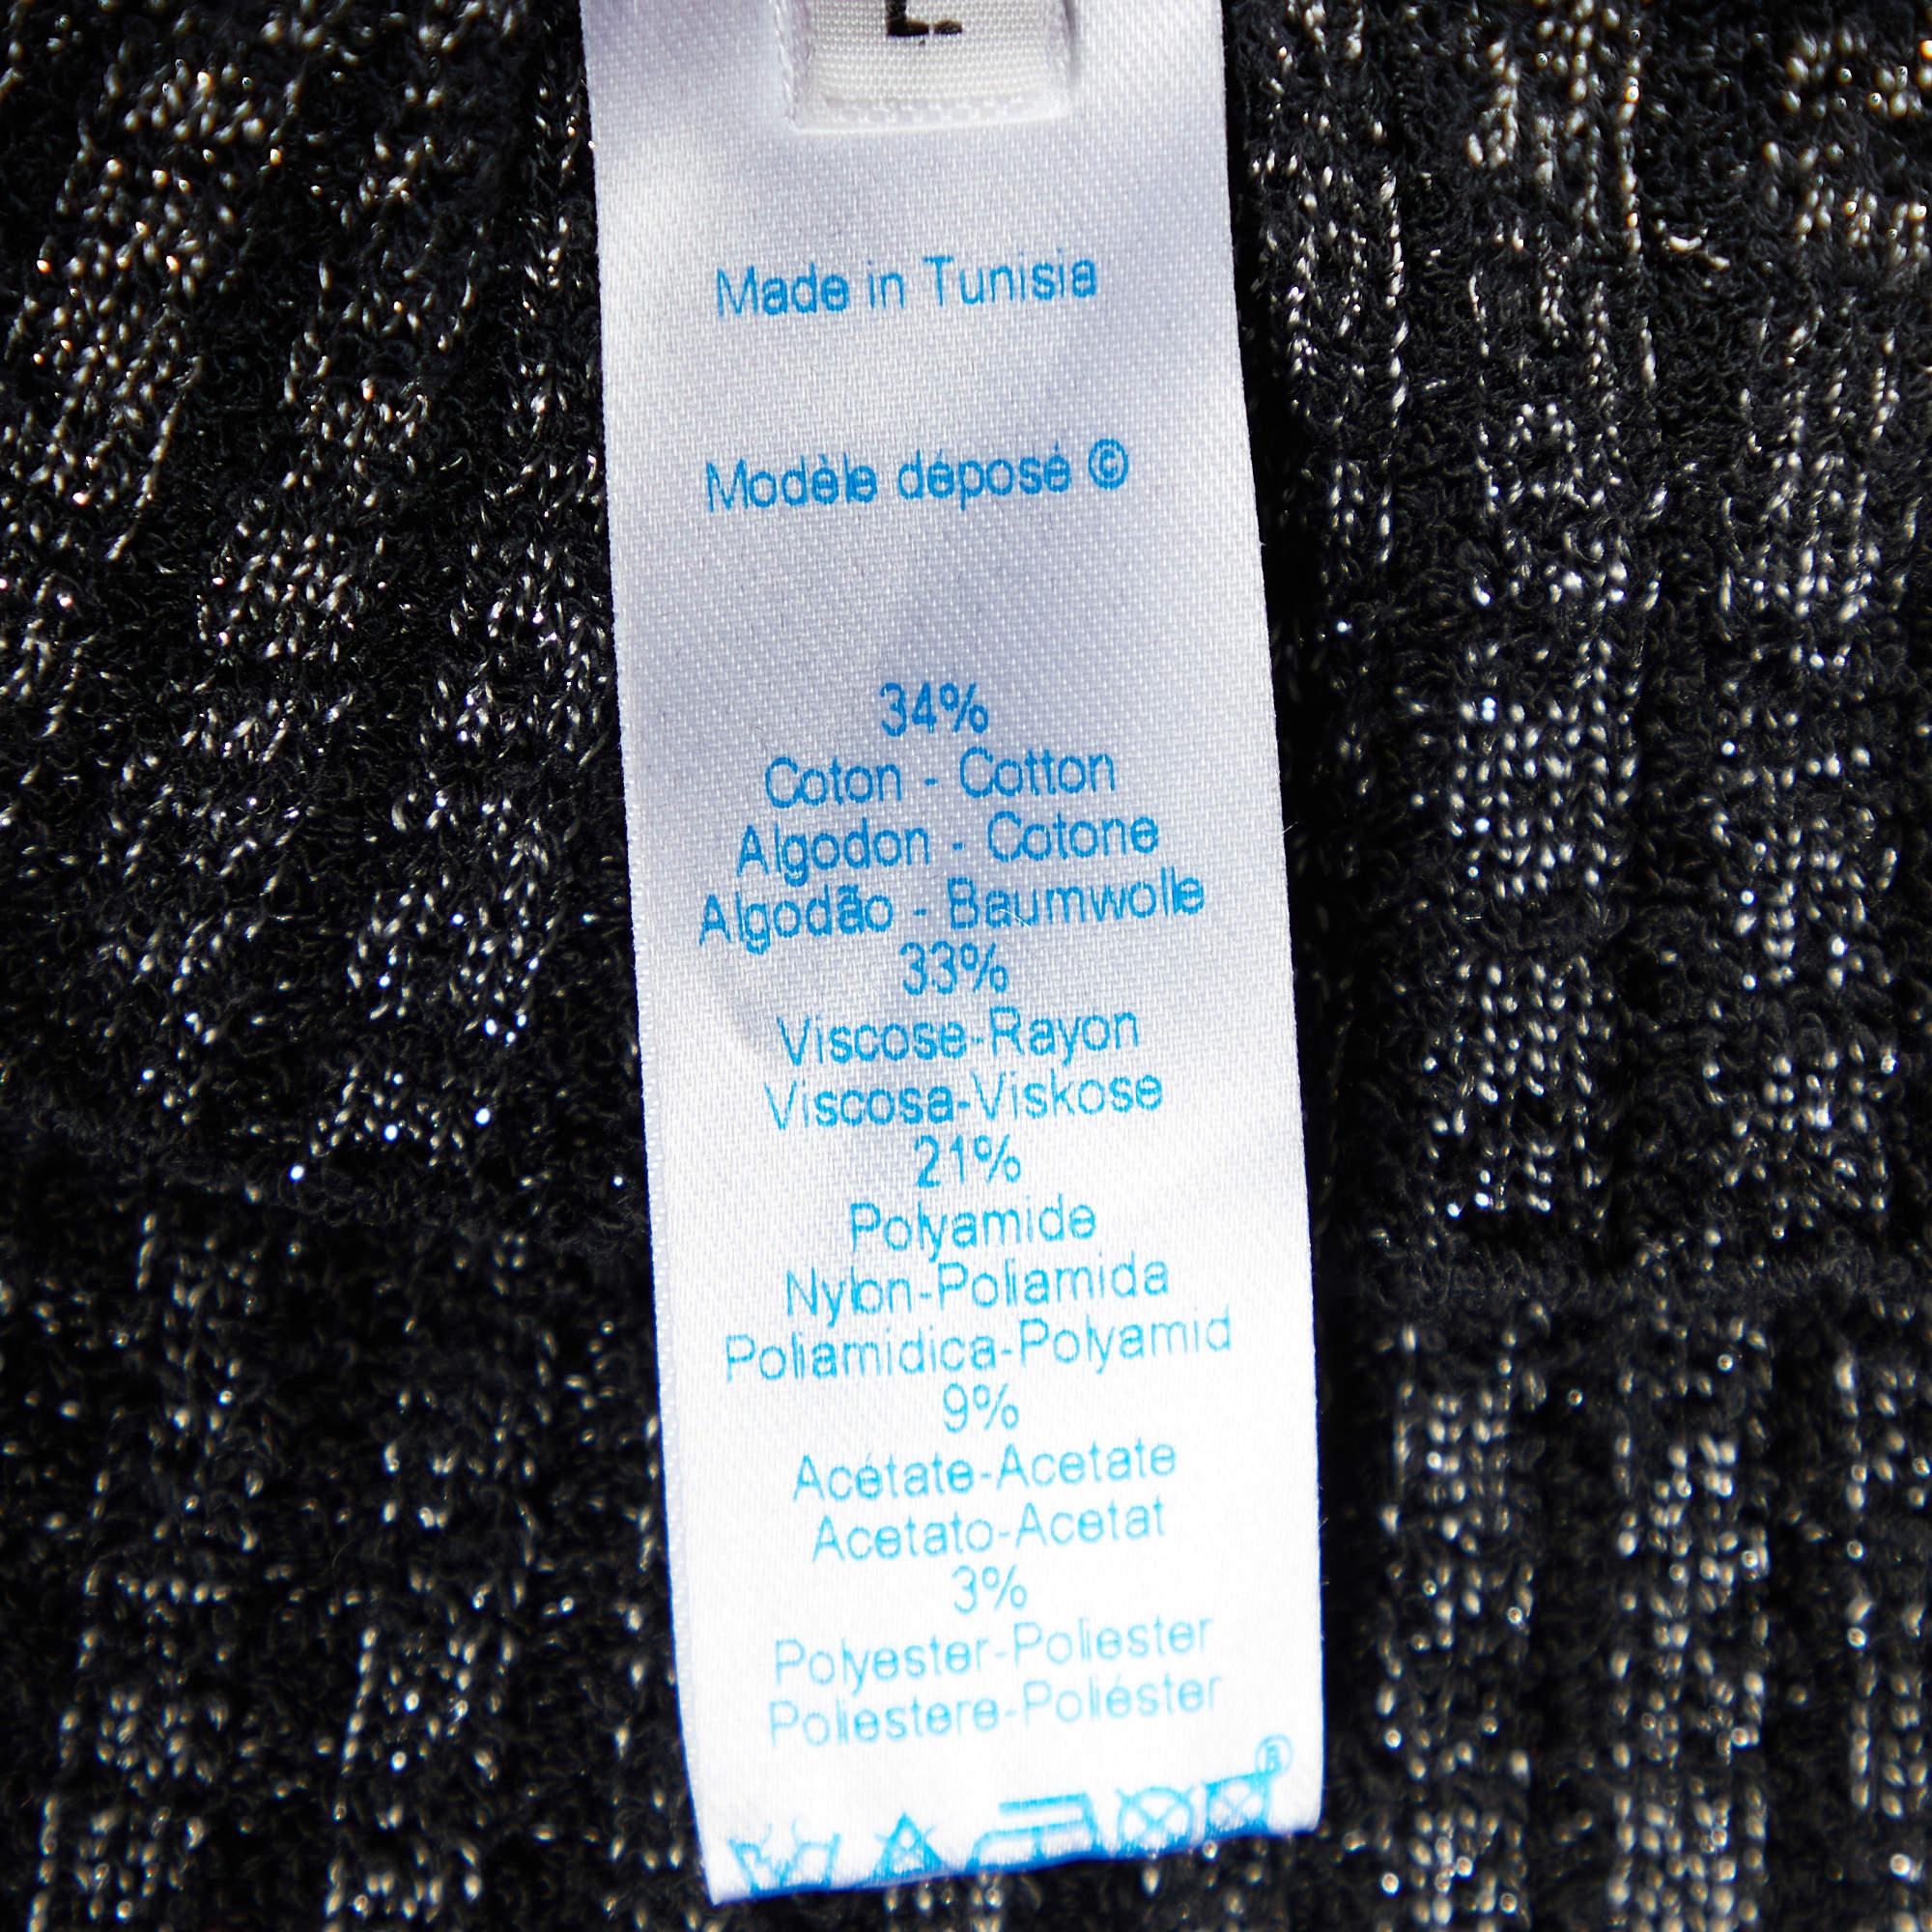 L
Made in Tunisia
Modèle déposé ©
34%
Coton - Cotton
Algodon - Cotone
Algodão - Baumwolle
33%
Viscose-Rayon
Viscosa-Viskose
21%
Polyamide
Nylon-Poliamida
Poliamidica-Polyamid
9%
Acétate-Acetate
Acetato-Acetat
3%
Polyester-Poliester
Poliestere-Poliéster